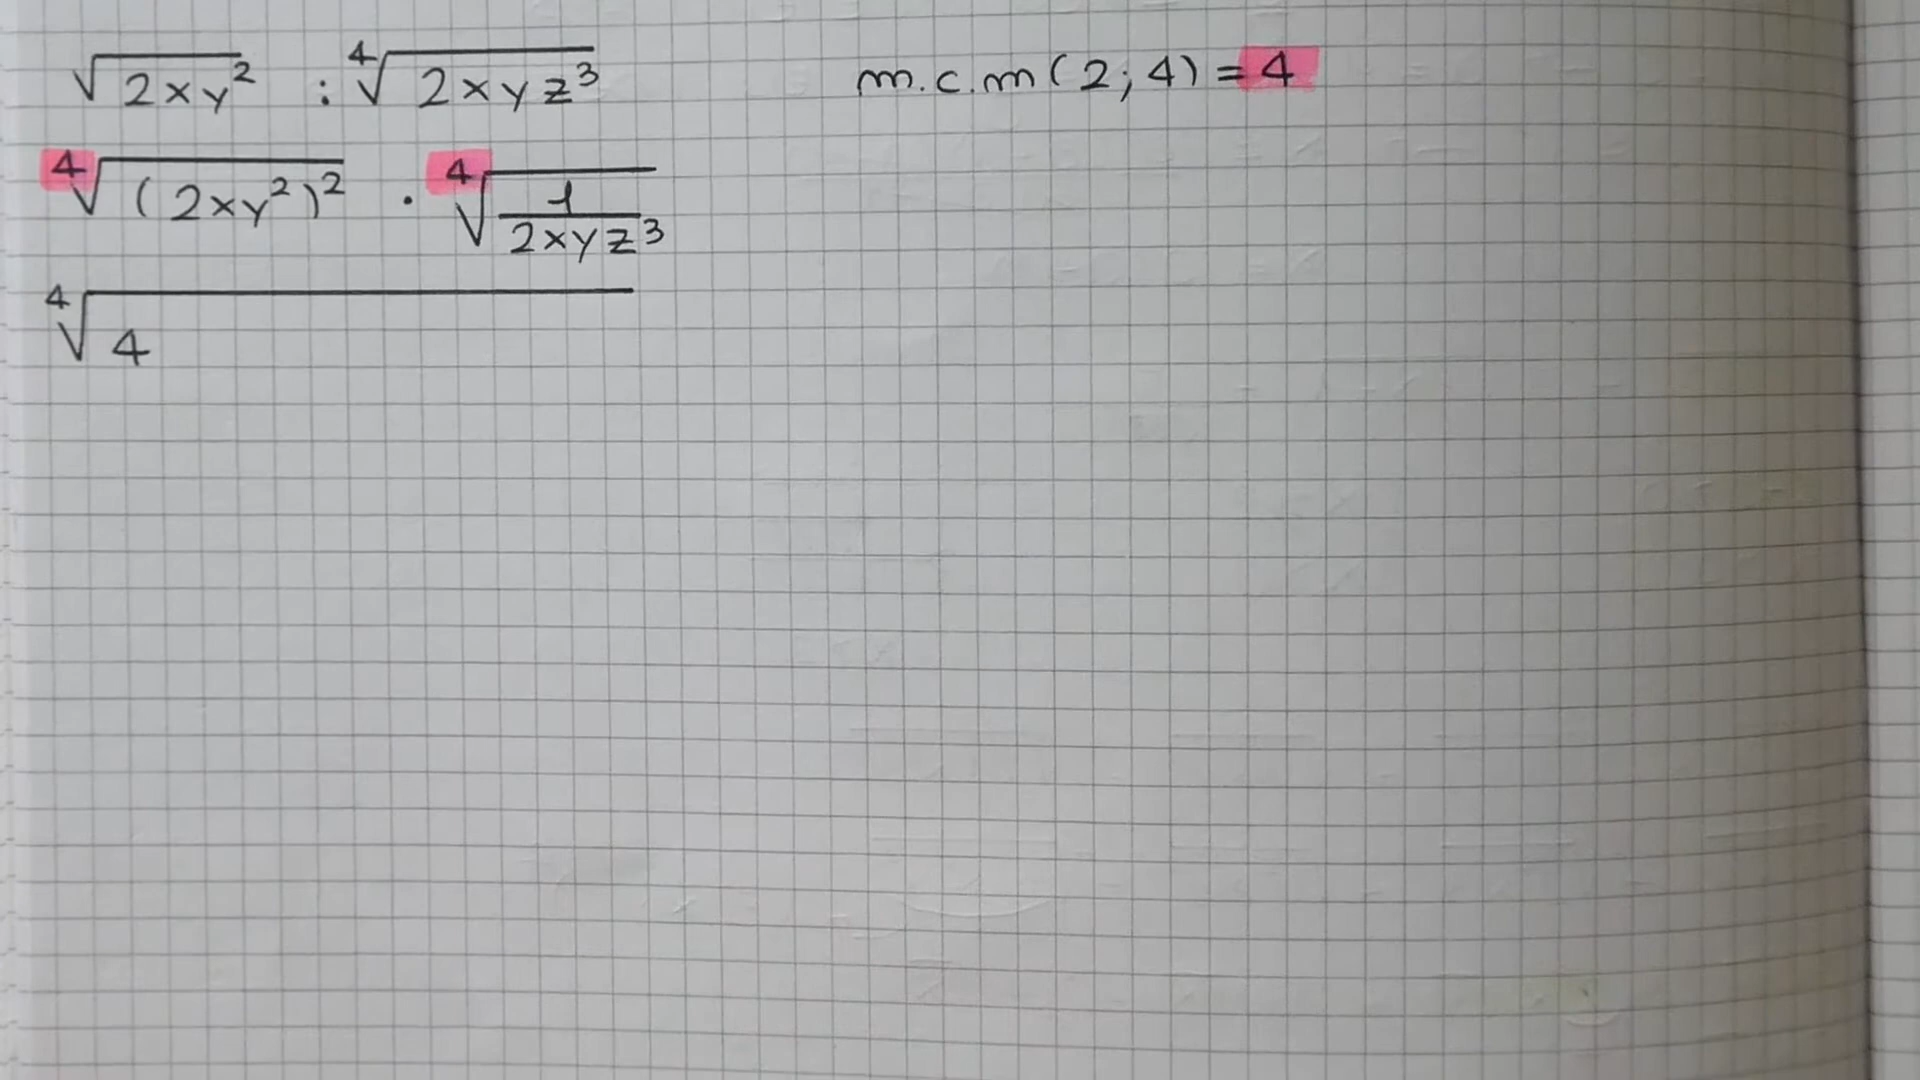 √2xy² : ⁴√2xyz³ m.c.m(2;4)=4
⁴√(2xy²)² · ⁴√1/2xyz³
⁴√4